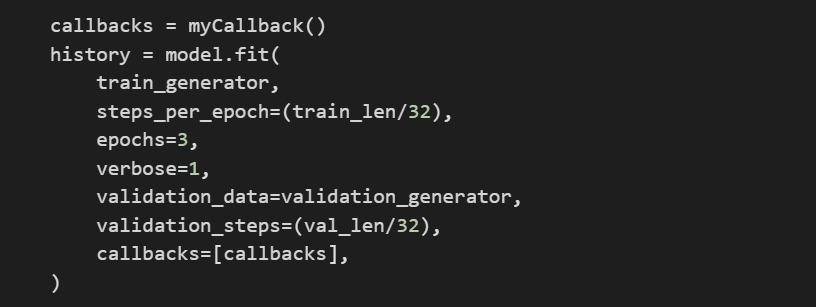 callbacks = myCallback()
history = model.fit(
    train_generator,
    steps_per_epoch=(train_len/32),
    epochs=3,
    verbose=1,
    validation_data=validation_generator,
    validation_steps=(val_len/32),
    callbacks=[callbacks],
)